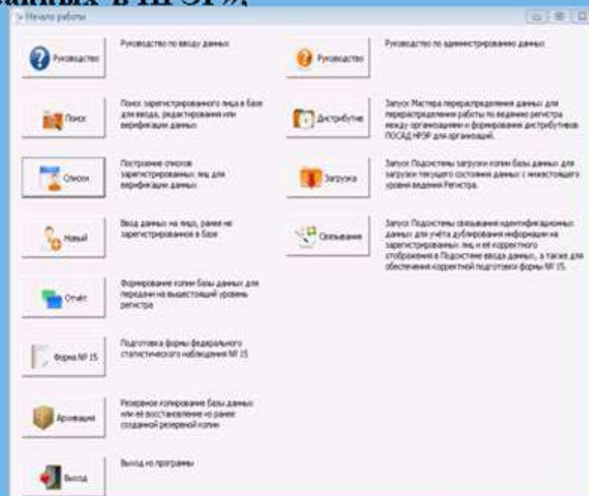 данных в НРЭР»,
Начало работы
Руководство
Руководство по вводу данных
Поиск
Поиск зарегистрированного лица в базе
для ввода, редактирования или
верификации данных
Списки
Построение списков
зарегистрированных лиц для
верификации данных
Новый
Ввод данных на лицо, ранее не
зарегистрированное в базе
Отчёт
Формирование копии базы данных для
передачи на вышестоящий уровень
регистра
Форма № 15
Подготовка формы федерального
статистического наблюдения № 15
Архивация
Резервное копирование базы данных
или её восстановление из ранее
созданной резервной копии
Выход
Выход из программы
Руководство
Руководство по администрированию данных
Дистрибутив
Запуск Мастера перераспределения данных для
перераспределения работы по ведению регистра
между организациями и формирования дистрибутивов
ПОСАД НРЭР для организаций.
Загрузка
Запуск Подсистемы загрузки копии базы данных для
загрузки текущего состояния данных с нижестоящего
уровня ведения Регистра.
Связывание
Запуск Подсистемы связывания идентификационных
данных для учёта дублирования информации на
зарегистрированных лиц и её корректного
отображения в Подсистеме ввода данных, а также для
обеспечения корректной подготовки формы № 15.